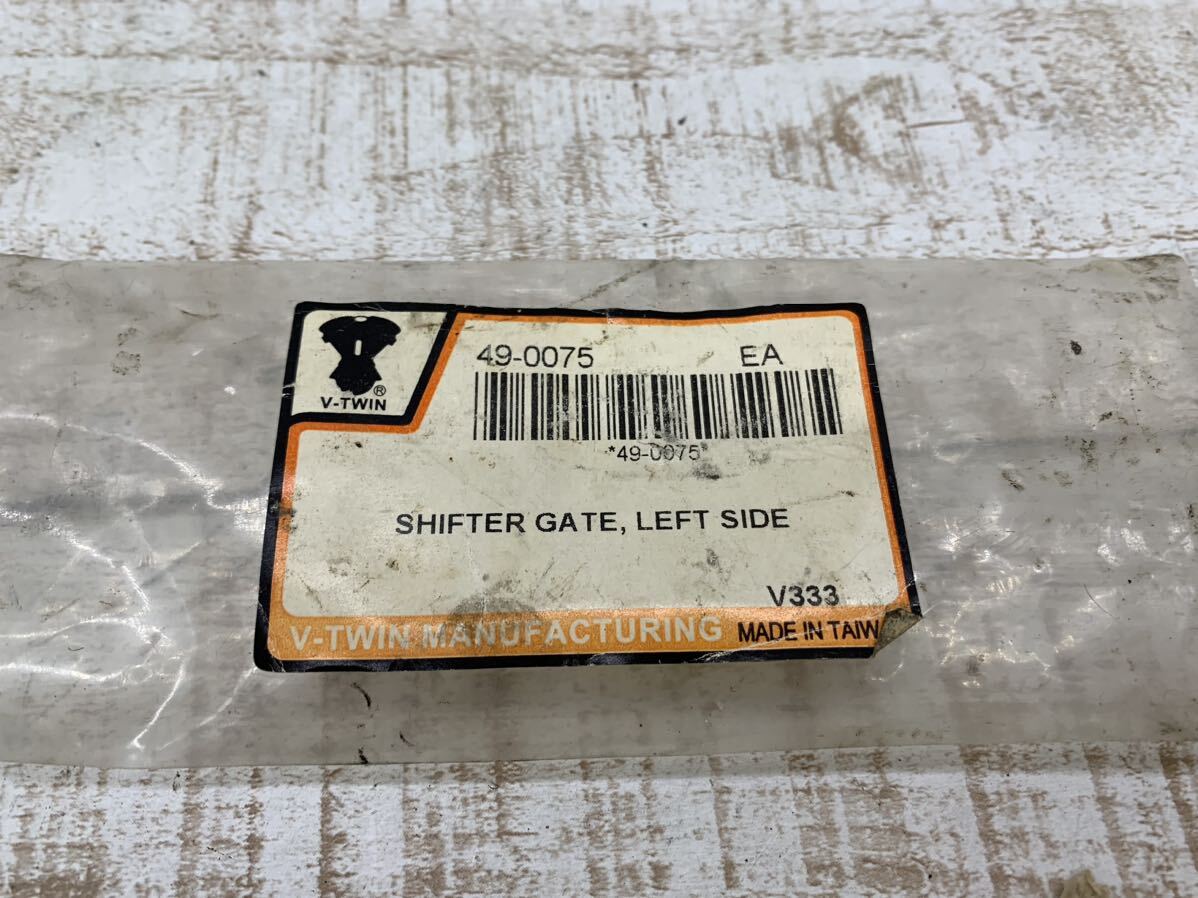 49-0075 EA
®
V-TWIN
*49-0075*
SHIFTER GATE, LEFT SIDE
V333
V-TWIN MANUFACTURING MADE IN TAIW